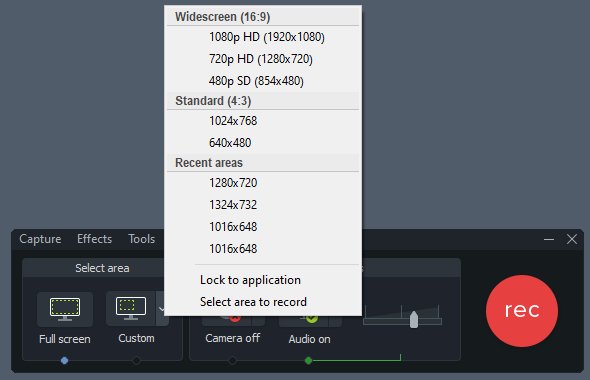 Widescreen (16:9)
1080p HD (1920x1080)
720p HD (1280x720)
480p SD (854x480)
Standard (4:3)
1024x768
640x480
Recent areas
1280x720
1324x732
1016x648
1016x648
Lock to application
Select area to record
Capture Effects Tools
Select area
Full screen
Custom
Camera off
Audio on
rec